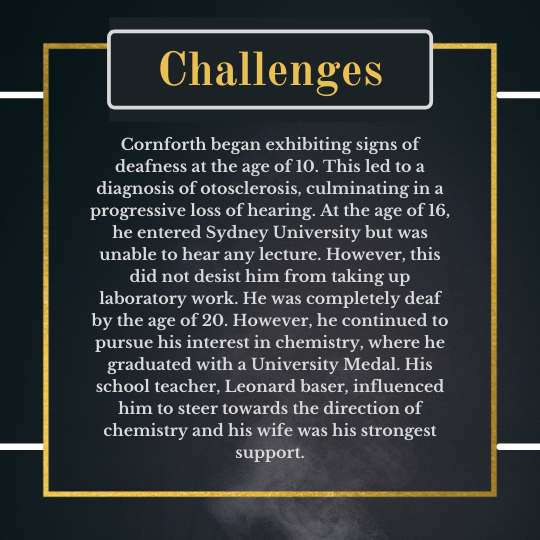 Challenges
Cornforth began exhibiting signs of
deafness at the age of 10. This led to a
diagnosis of otosclerosis, culminating in a
progressive loss of hearing. At the age of 16,
he entered Sydney University but was
unable to hear any lecture. However, this
did not desist him from taking up
laboratory work. He was completely deaf
by the age of 20. However, he continued to
pursue his interest in chemistry, where he
graduated with a University Medal. His
school teacher, Leonard baser, influenced
him to steer towards the direction of
chemistry and his wife was his strongest
support.